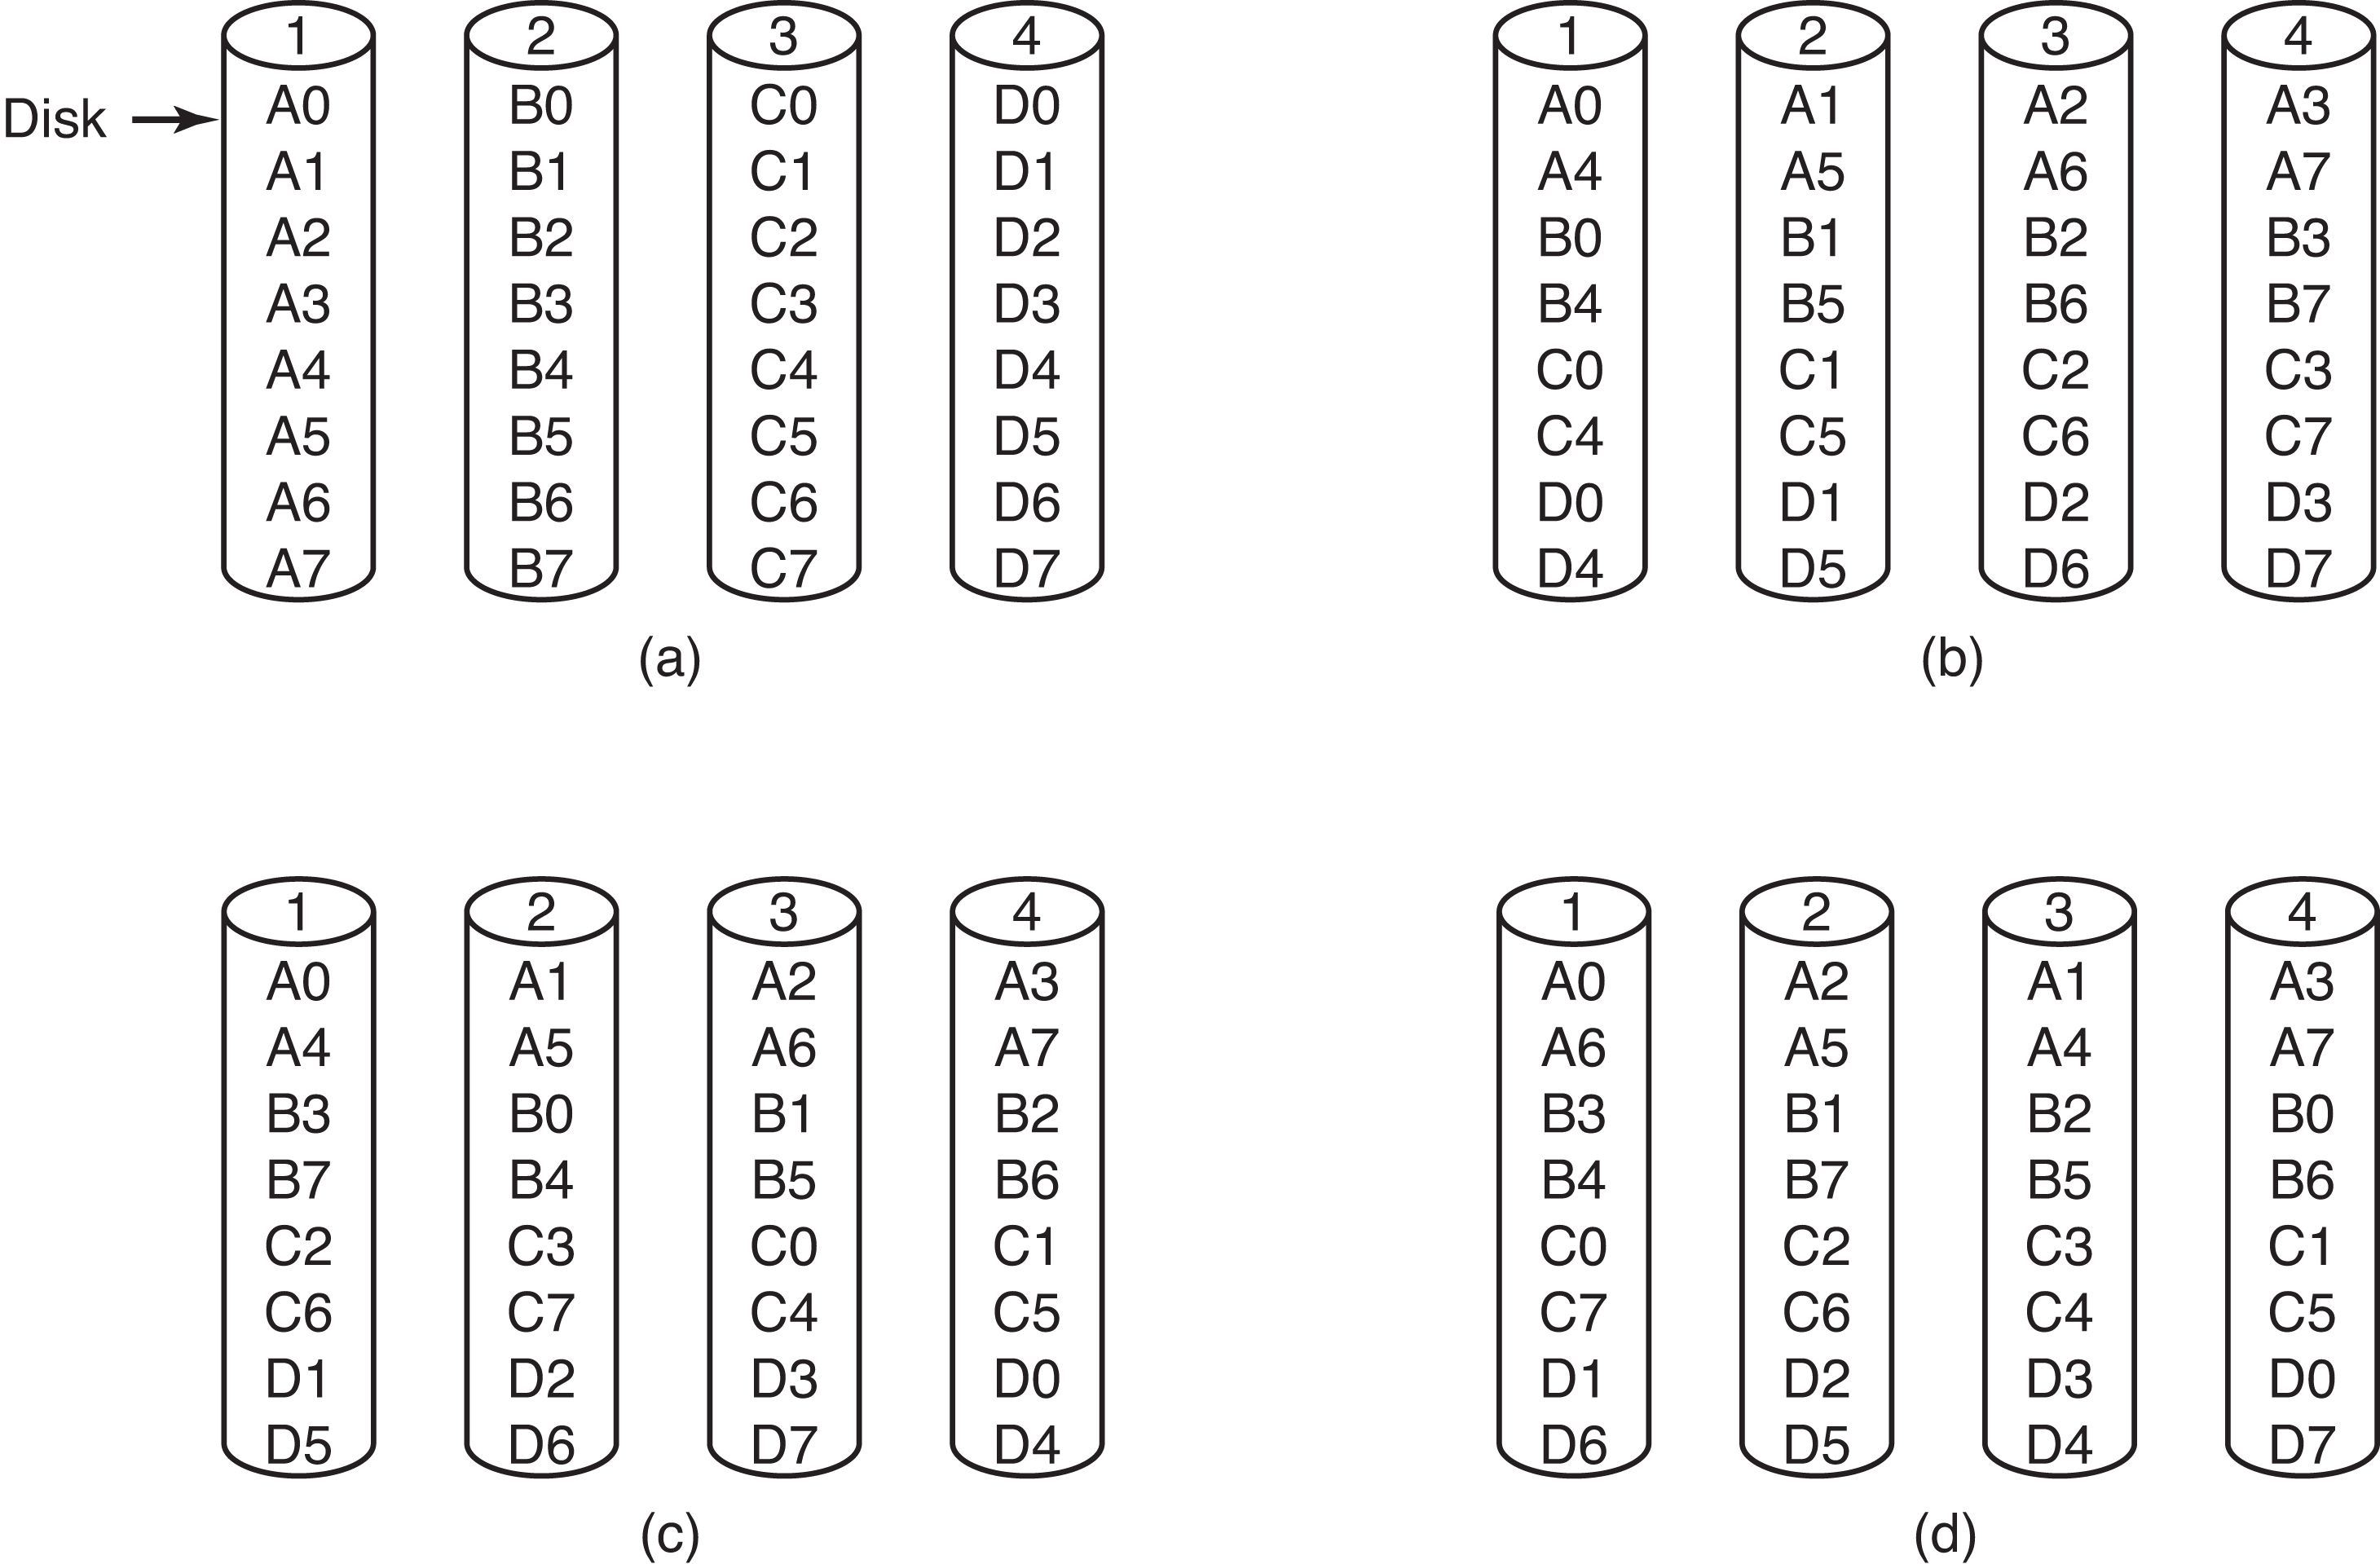 1 2 3 4 1 2 3 4
Disk A0 B0 C0 D0 A0 A1 A2 A3
A1 B1 C1 D1 A4 A5 A6 A7
A2 B2 C2 D2 B0 B1 B2 B3
A3 B3 C3 D3 B4 B5 B6 B7
A4 B4 C4 D4 C0 C1 C2 C3
A5 B5 C5 D5 C4 C5 C6 C7
A6 B6 C6 D6 D0 D1 D2 D3
A7 B7 C7 D7 D4 D5 D6 D7
(a) (b)
1 2 3 4 1 2 3 4
A0 A1 A2 A3 A0 A2 A1 A3
A4 A5 A6 A7 A6 A5 A4 A7
B3 B0 B1 B2 B3 B1 B2 B0
B7 B4 B5 B6 B4 B7 B5 B6
C2 C3 C0 C1 C0 C2 C3 C1
C6 C7 C4 C5 C7 C6 C4 C5
D1 D2 D3 D0 D1 D2 D3 D0
D5 D6 D7 D4 D6 D5 D4 D7
(c) (d)